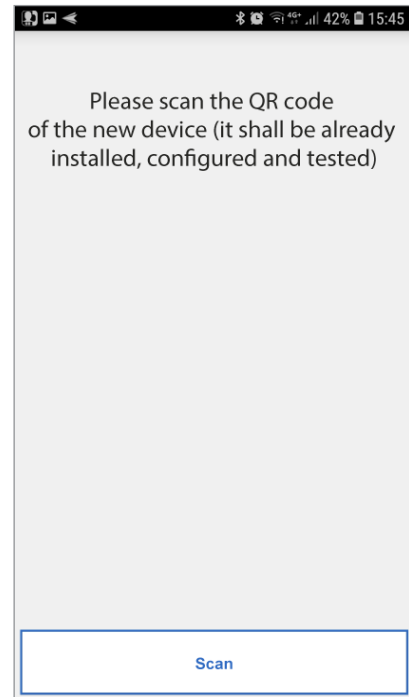 4G+ 42% 15:45
Please scan the QR code
of the new device (it shall be already
installed, configured and tested)
Scan